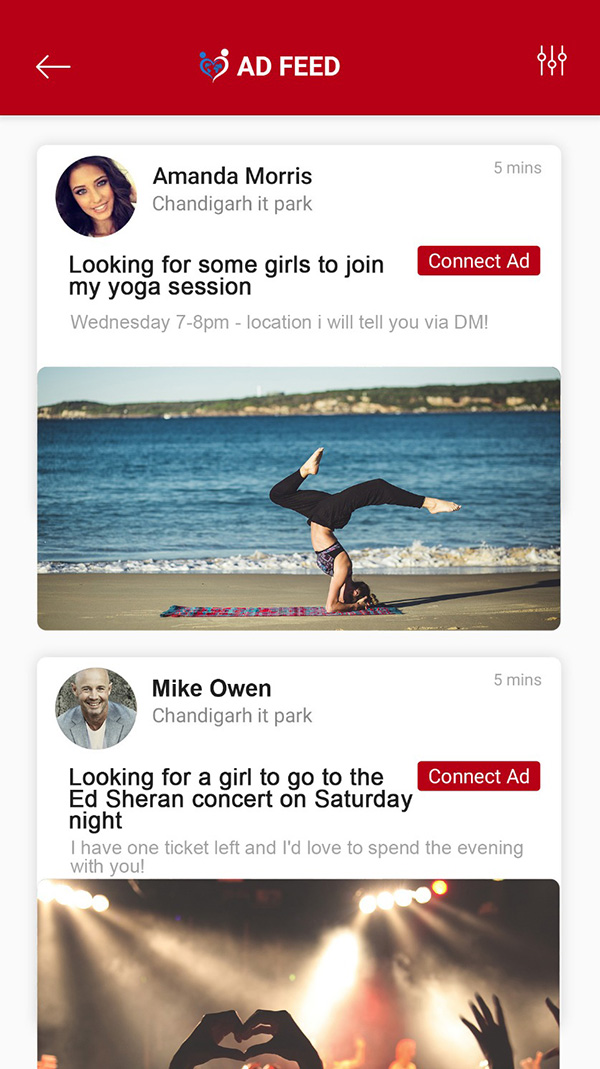 AD FEED
Amanda Morris
5 mins
Chandigarh it park
Looking for some girls to join
my yoga session
Connect Ad
Wednesday 7-8pm - location i will tell you via DM!
Mike Owen
5 mins
Chandigarh it park
Looking for a girl to go to the
Ed Sheran concert on Saturday
night
Connect Ad
I have one ticket left and I'd love to spend the evening
with you!